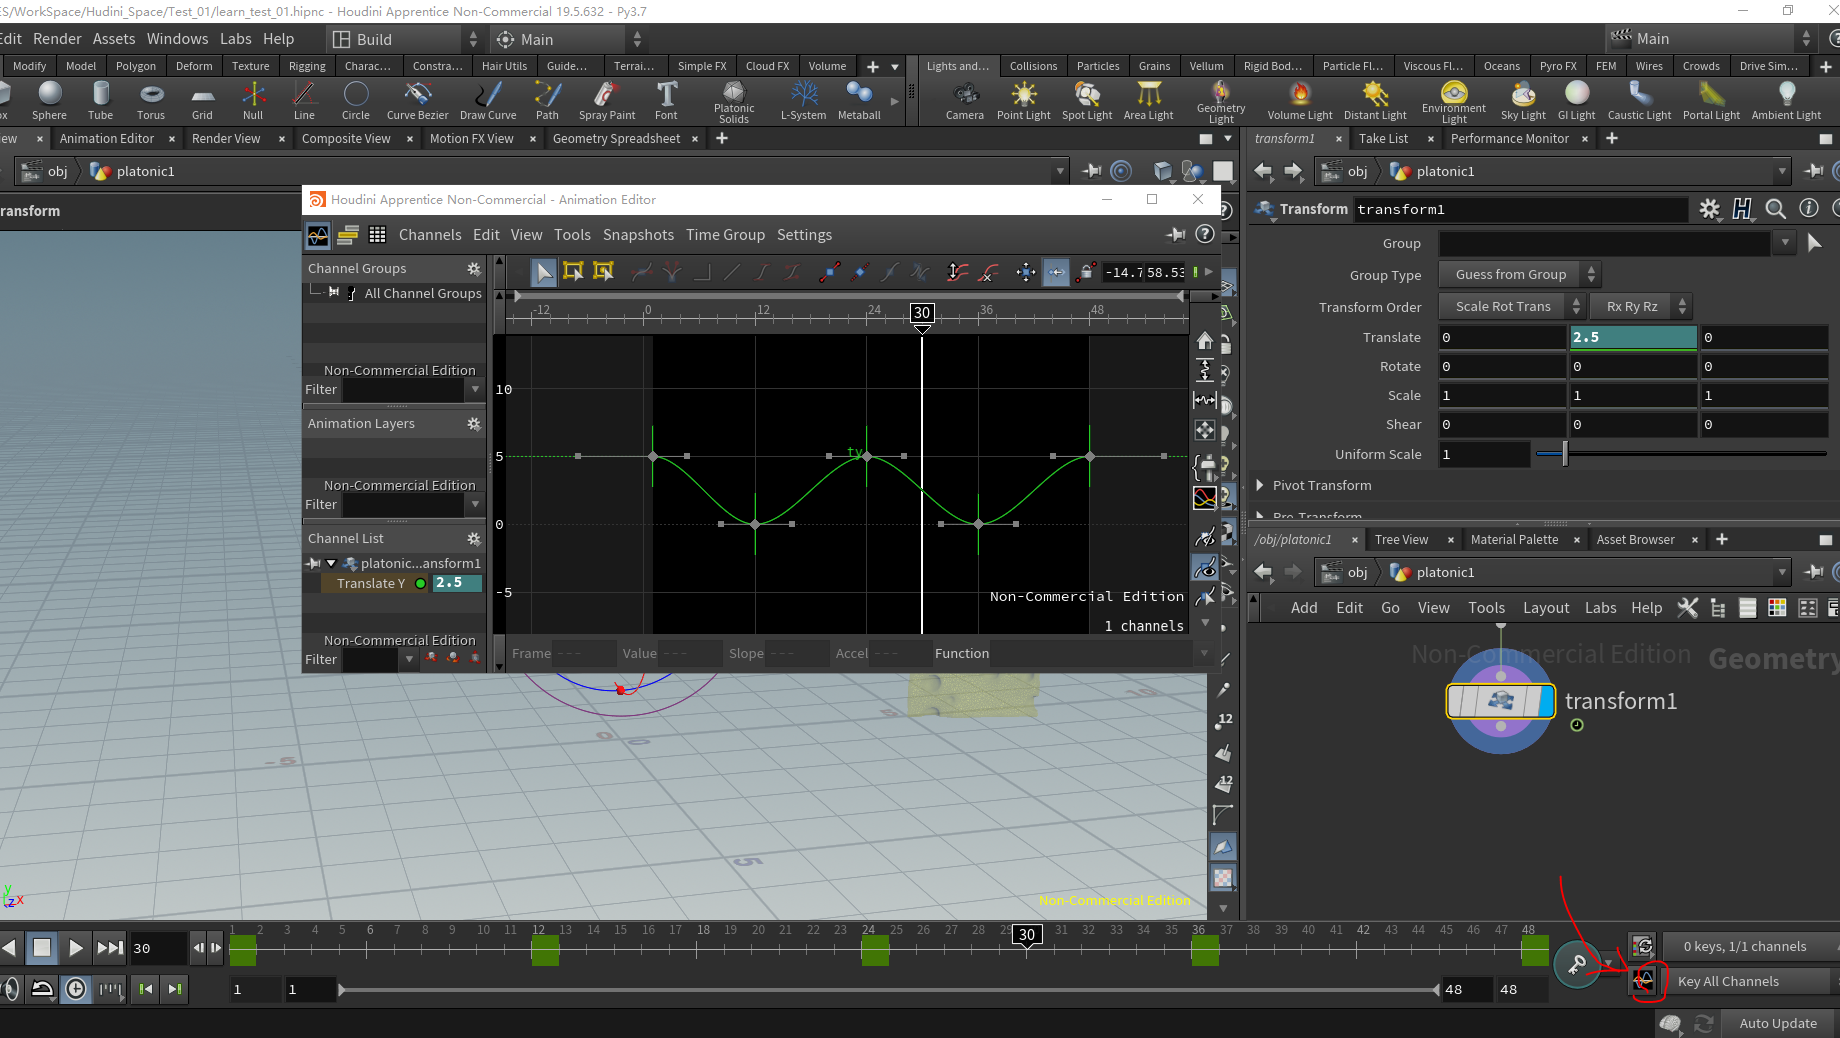 ES/WorkSpace/Hudini_Space/Test_01/learn_test_01.hipnc - Houdini Apprentice Non-Commercial 19.5.632 - Py3.7
Edit Render Assets Windows Labs Help Build Main Main
Modify Model Polygon Deform Texture Rigging Charac... Constra... Hair Utils Guide... Terrai... Simple FX Cloud FX Volume
Lights and... Collisions Particles Grains Vellum Rigid Bod... Particle Fl... Viscous Fl... Oceans Pyro FX FEM Wires Crowds Drive Sim...
ox Sphere Tube Torus Grid Null Line Circle Curve Bezier Draw Curve Path Spray Paint Font Platonic Solids L-System Metaball
Camera Point Light Spot Light Area Light Geometry Light Volume Light Distant Light Environment Light Sky Light GI Light Caustic Light Portal Light Ambient Light
iew Animation Editor Render View Composite View Motion FX View Geometry Spreadsheet
transform1 Take List Performance Monitor
obj platonic1
obj platonic1
ransform
Houdini Apprentice Non-Commercial - Animation Editor
Channels Edit View Tools Snapshots Time Group Settings
Channel Groups
All Channel Groups
Non-Commercial Edition
Filter
Animation Layers
Non-Commercial Edition
Filter
Channel List
platonic...ansform1
Translate Y 2.5
Non-Commercial Edition
Filter
-14.7 58.53
-12 0 12 24 30 36 48
10
5
0
-5
ty
Non-Commercial Edition
1 channels
Frame --- Value --- Slope --- Accel --- Function
Transform transform1
Group
Group Type Guess from Group
Transform Order Scale Rot Trans Rx Ry Rz
Translate 0 2.5 0
Rotate 0 0 0
Scale 1 1 1
Shear 0 0 0
Uniform Scale 1
Pivot Transform
Pre Transform
/obj/platonic1 Tree View Material Palette Asset Browser
obj platonic1
Add Edit Go View Tools Layout Labs Help
Non-Commercial Edition Geometry
transform1
12
12
-5
0
0
10
5
y
z x
Non-Commercial Edition
30
1 2 3 4 5 6 7 8 9 10 11 12 13 14 15 16 17 18 19 20 21 22 23 24 25 26 27 28 29 30 31 32 33 34 35 36 37 38 39 40 41 42 43 44 45 46 47 48
0 keys, 1/1 channels
1 1 48 48
Key All Channels
Auto Update